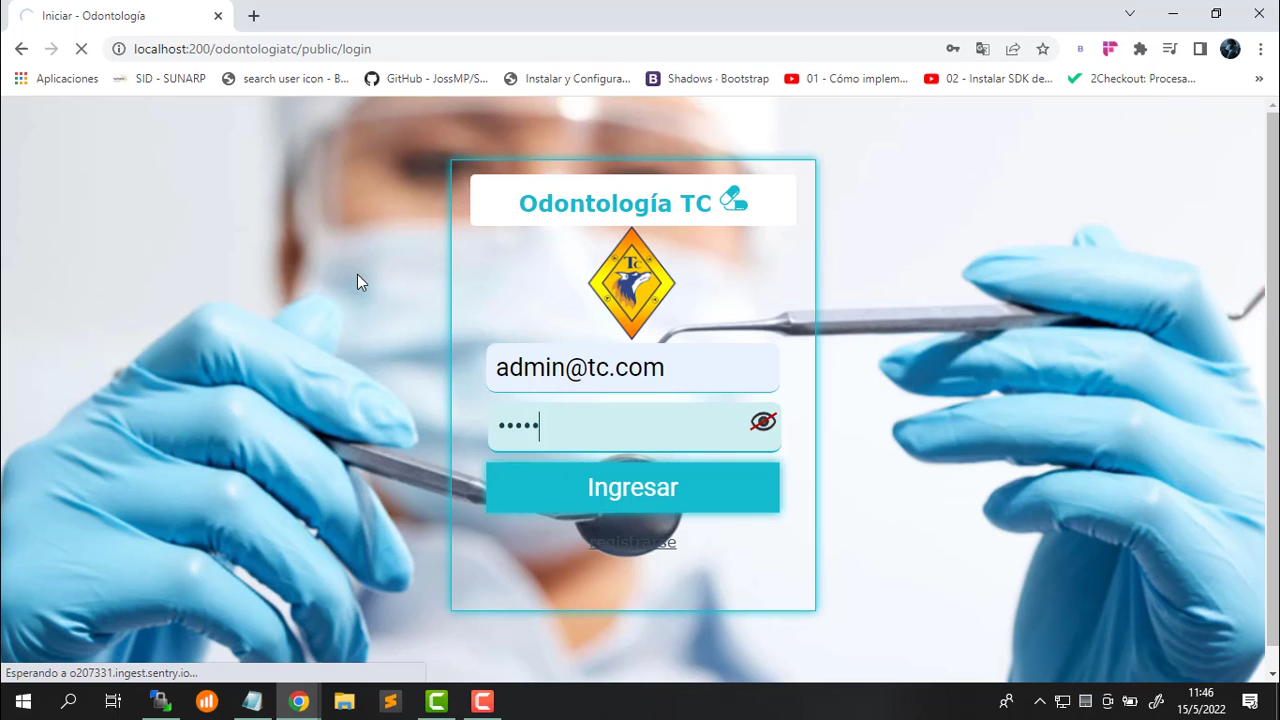 Iniciar - Odontología
localhost:200/odontologiatc/public/login
Aplicaciones
SID - SUNARP
search user icon - B...
GitHub - JossMP/S...
Instalar y Configura...
Shadows · Bootstrap
01 - Cómo implem...
02 - Instalar SDK de...
2Checkout: Procesa...
»
Odontología TC
TC
admin@tc.com
•••••
Ingresar
registrarse
Esperando a o207331.ingest.sentry.io...
11:46
15/5/2022